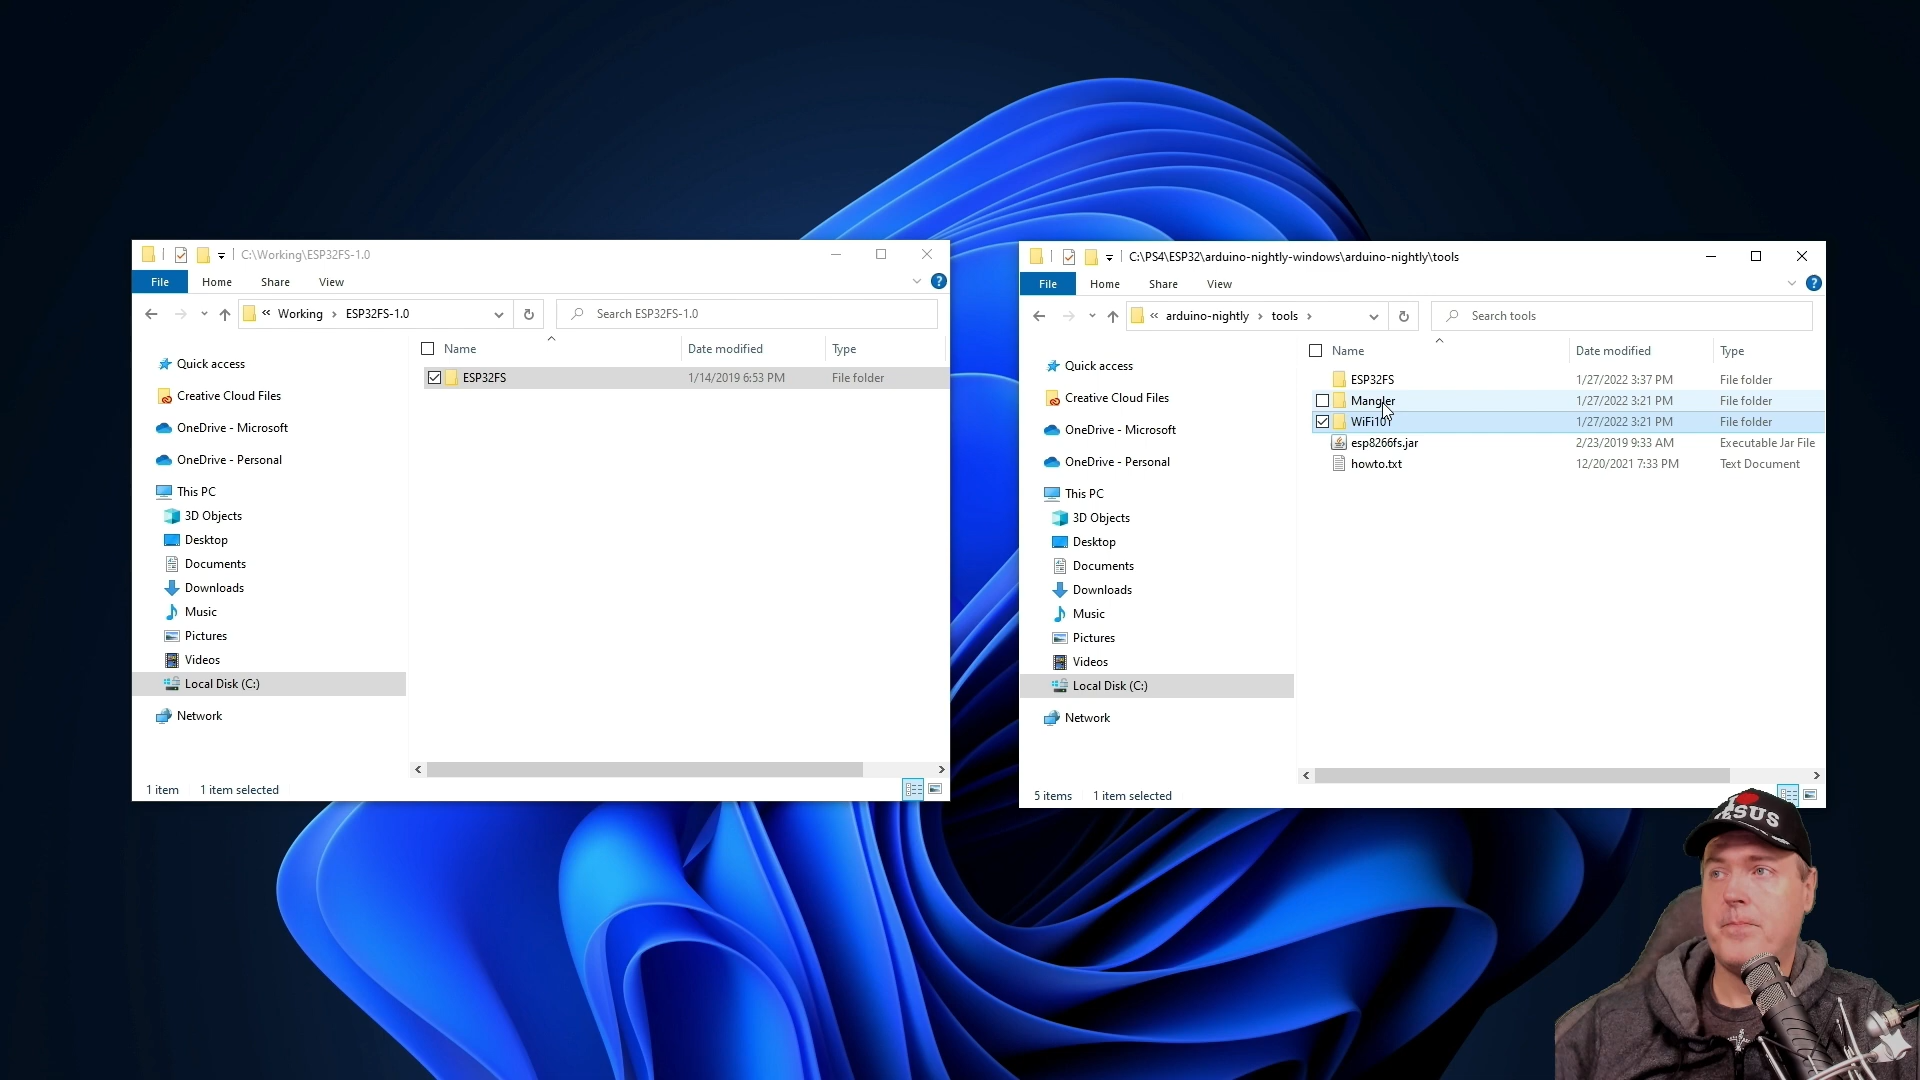 C:\Working\ESP32FS-1.0
File Home Share View
Working ESP32FS-1.0
Search ESP32FS-1.0
Name Date modified Type
ESP32FS 1/14/2019 6:53 PM File folder
Quick access
Creative Cloud Files
OneDrive - Microsoft
OneDrive - Personal
This PC
3D Objects
Desktop
Documents
Downloads
Music
Pictures
Videos
Local Disk (C:)
Network
1 item 1 item selected
C:\PS4\ESP32\arduino-nightly-windows\arduino-nightly\tools
File Home Share View
arduino-nightly tools
Search tools
Name Date modified Type
ESP32FS 1/27/2022 3:37 PM File folder
Mangler 1/27/2022 3:21 PM File folder
WiFi101 1/27/2022 3:21 PM File folder
esp8266fs.jar 2/23/2019 9:33 AM Executable Jar File
howto.txt 12/20/2021 7:33 PM Text Document
Quick access
Creative Cloud Files
OneDrive - Microsoft
OneDrive - Personal
This PC
3D Objects
Desktop
Documents
Downloads
Music
Pictures
Videos
Local Disk (C:)
Network
5 items 1 item selected